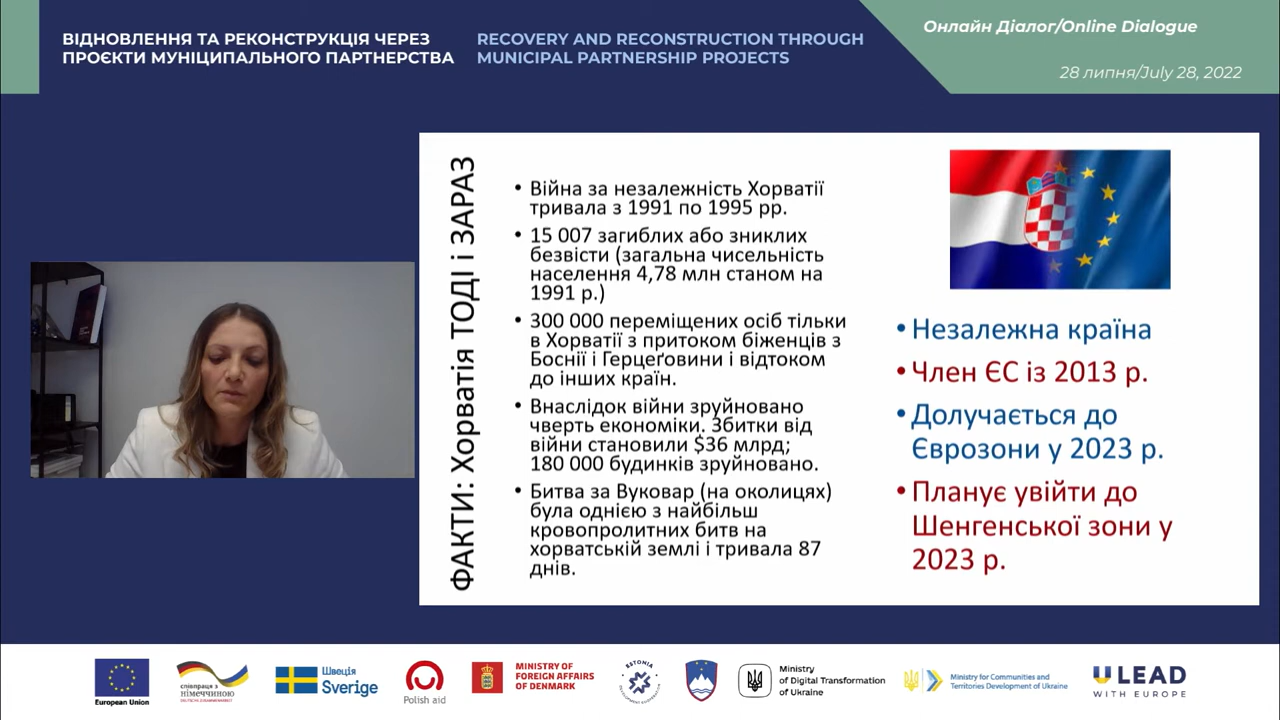 ВІДНОВЛЕННЯ ТА РЕКОНСТРУКЦІЯ ЧЕРЕЗ
ПРОЄКТИ МУНІЦИПАЛЬНОГО ПАРТНЕРСТВА
RECOVERY AND RECONSTRUCTION THROUGH
MUNICIPAL PARTNERSHIP PROJECTS
Онлайн Діалог/Online Dialogue
28 липня/July 28, 2022
ФАКТИ: Хорватія ТОДІ і ЗАРАЗ
• Війна за незалежність Хорватії
тривала з 1991 по 1995 рр.
• 15 007 загиблих або зниклих
безвісти (загальна чисельність
населення 4,78 млн станом на
1991 р.)
• 300 000 переміщених осіб тільки
в Хорватії з притоком біженців з
Боснії і Герцеґовини і відтоком
до інших країн.
• Внаслідок війни зруйновано
чверть економіки. Збитки від
війни становили $36 млрд;
180 000 будинків зруйновано.
• Битва за Вуковар (на околицях)
була однією з найбільш
кровопролитних битв на
хорватській землі і тривала 87
днів.
• Незалежна країна
• Член ЄС із 2013 р.
• Долучається до
Єврозони у 2023 р.
• Планує увійти до
Шенгенської зони у
2023 р.
European Union
співпраця з
НІМЕЧЧИНОЮ
DEUTSCHE ZUSAMMENARBEIT
Швеція
Sverige
Polish aid
MINISTRY OF
FOREIGN AFFAIRS
OF DENMARK
ESTONIA
Ministry
of Digital Transformation
of Ukraine
Ministry for Communities and
Territories Development of Ukraine
U LEAD
WITH EUROPE